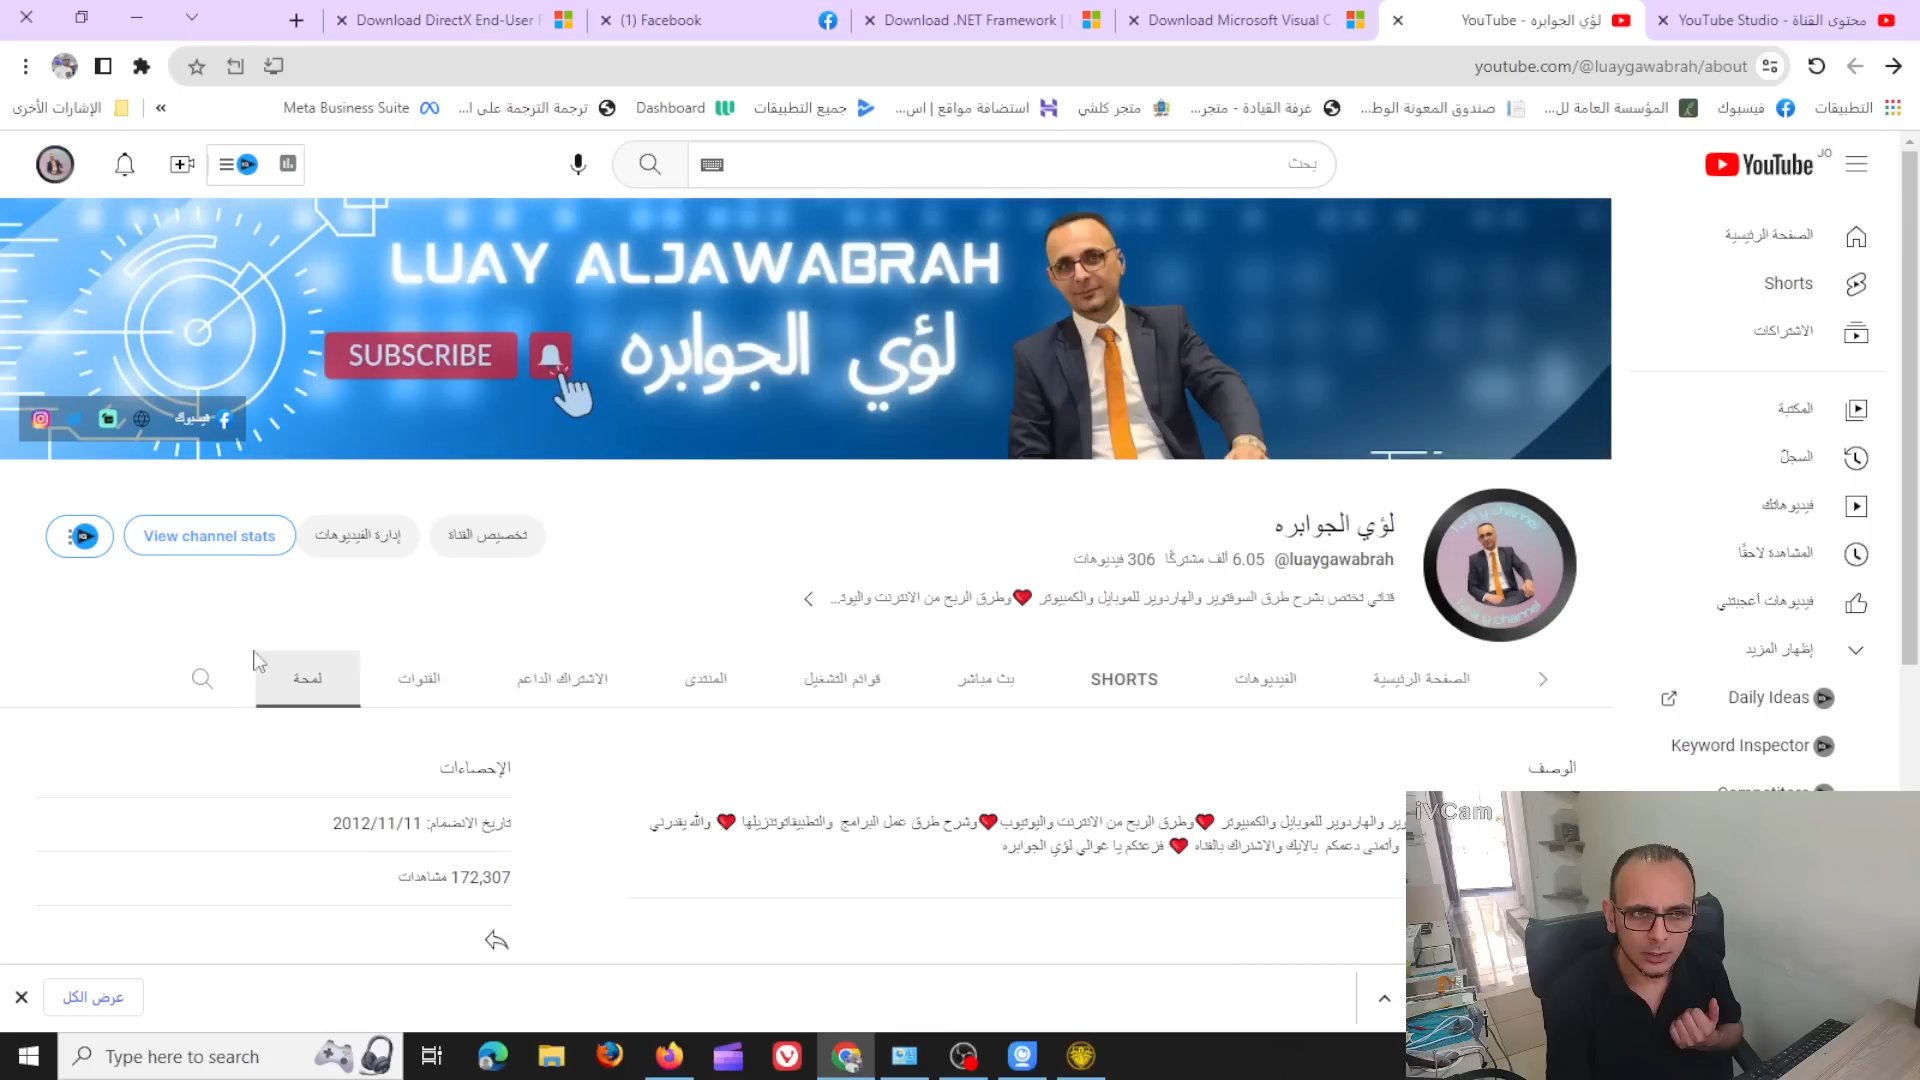 Download DirectX End-User
(1) Facebook
Download .NET Framework |
Download Microsoft Visual C
لؤي الجوابره - YouTube
محتوى القناة - YouTube Studio
youtube.com/@luaygawabrah/about
التطبيقات
فيسبوك
المؤسسة العامة لل...
صندوق المعونة الوط...
غرفة القيادة - متجر...
متجر كلشي
استضافة مواقع | اس...
جميع التطبيقات
Dashboard
ترجمة الترجمة على ا...
Meta Business Suite
»
الإشارات الأخرى
YouTube JO
بحث
LUAY ALJAWABRAH
لؤي الجوابره
SUBSCRIBE
فيسبوك
الصفحة الرئيسية
Shorts
الاشتراكات
المكتبة
السجلّ
فيديوهاتك
المشاهدة لاحقًا
فيديوهات أعجبتني
إظهار المزيد
Daily Ideas
Keyword Inspector
لؤي الجوابره
@luaygawabrah 6.05 ألف مشتركًا 306 فيديوهات
قناتي تختص بشرح طرق السوفتوير والهاردوير للموبايل والكمبيوتر ❤وطرق الربح من الانترنت واليوت...
تخصيص القناة
إدارة الفيديوهات
View channel stats
الصفحة الرئيسية
الفيديوهات
SHORTS
بث مباشر
قوائم التشغيل
المنتدى
الاشتراك الداعم
القنوات
لمحة
الوصف
ير والهاردوير للموبايل والكمبيوتر ❤وطرق الربح من الانترنت واليوتيوب❤وشرح طرق عمل البرامج والتطبيقاتوتنزيلها ❤ والله يقدرني
وأتمنى دعمكم بالايك والاشتراك بالقناه ❤ فزعتكم يا غوالي لؤي الجوابره
الإحصاءات
تاريخ الانضمام: 2012/11/11
172,307 مشاهدات
عرض الكل
iVCam
Type here to search